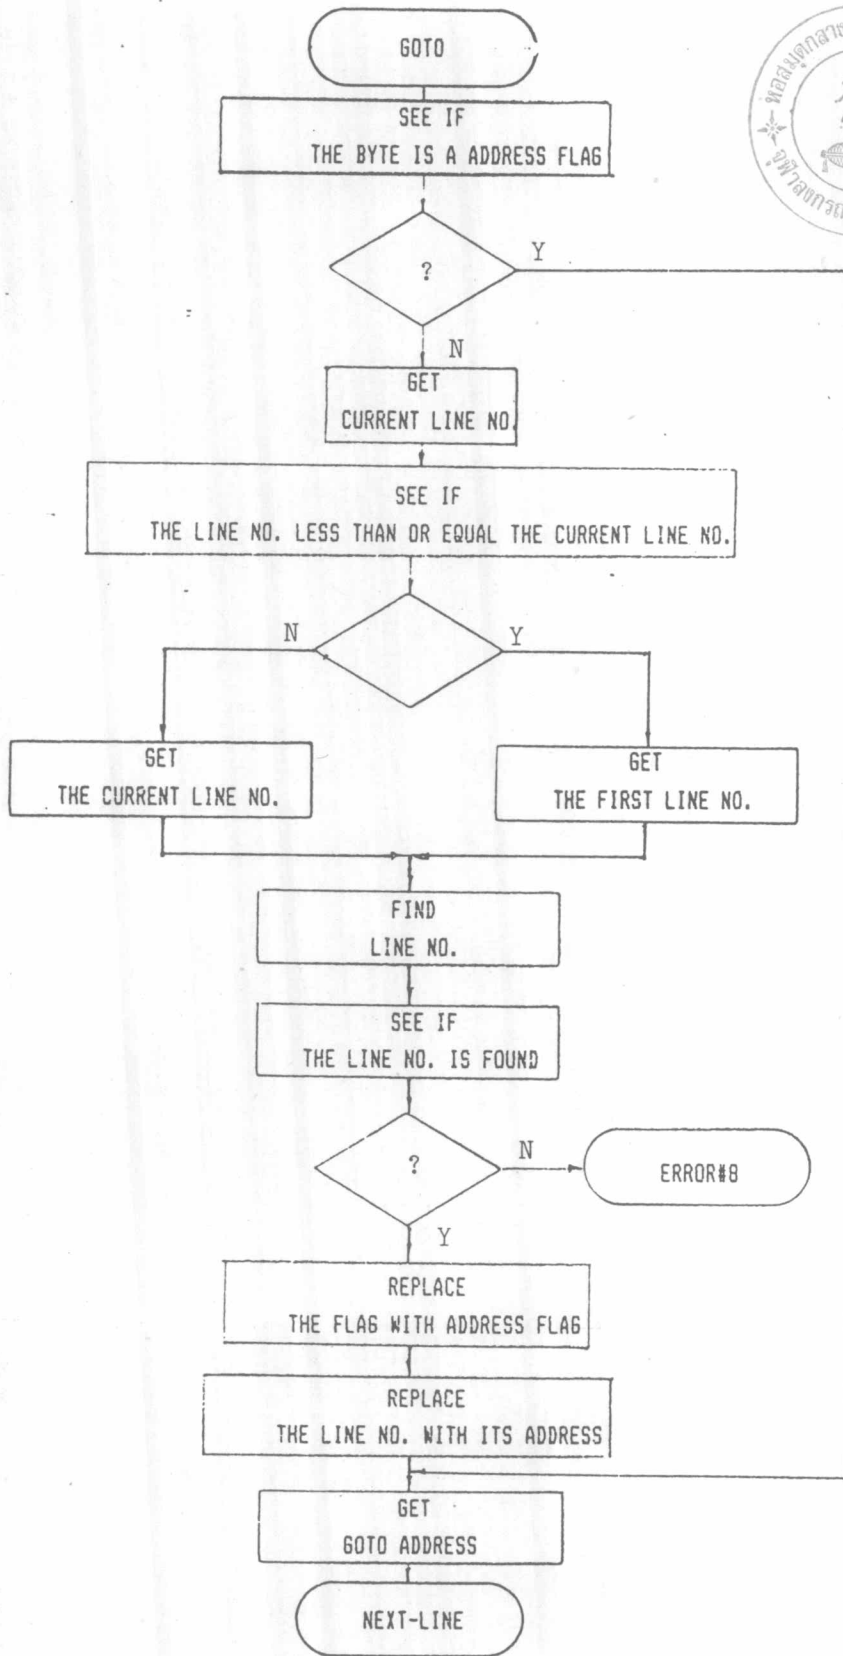 GOTO
SEE IF
THE BYTE IS A ADDRESS FLAG
?
Y
N
GET
CURRENT LINE NO.
SEE IF
THE LINE NO. LESS THAN OR EQUAL THE CURRENT LINE NO.
N
Y
GET
THE CURRENT LINE NO.
GET
THE FIRST LINE NO.
FIND
LINE NO.
SEE IF
THE LINE NO. IS FOUND
?
N
ERROR#8
Y
REPLACE
THE FLAG WITH ADDRESS FLAG
REPLACE
THE LINE NO. WITH ITS ADDRESS
GET
GOTO ADDRESS
NEXT-LINE